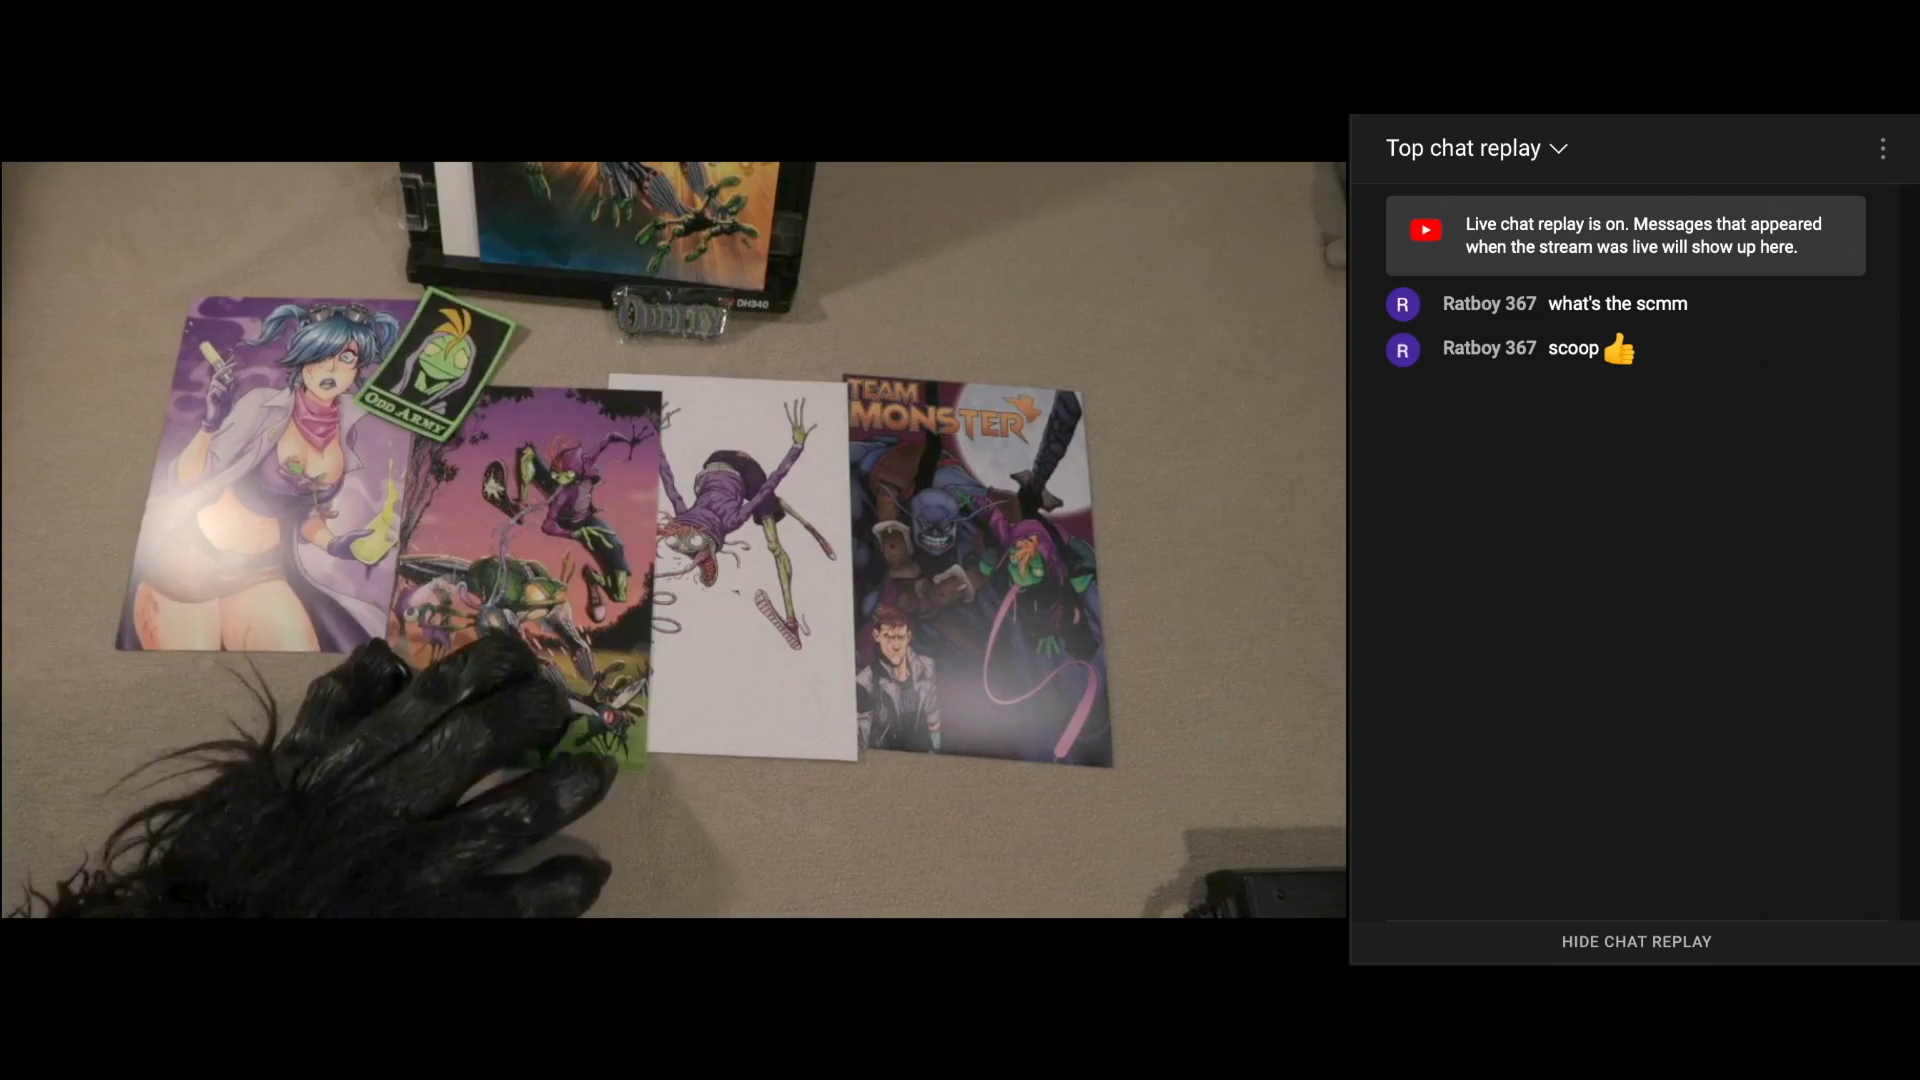 Top chat replay
Live chat replay is on. Messages that appeared
when the stream was live will show up here.
R Ratboy 367 what's the scmm
R Ratboy 367 scoop 👍
HIDE CHAT REPLAY
DH340
ODDITY
ODD ARMY
TEAM
MONSTER